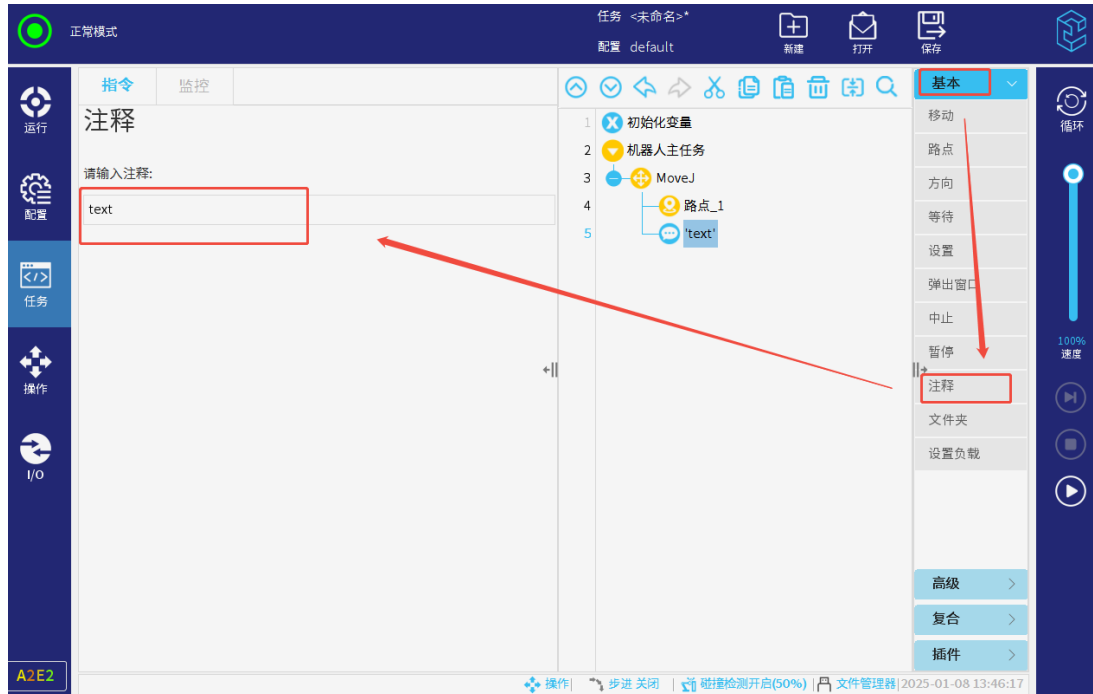 正常模式
任务 <未命名>*
配置 default
新建
打开
保存
运行
配置
任务
操作
I/O
A2E2
指令
监控
注释
请输入注释:
text
1 初始化变量
2 机器人主任务
3 MoveJ
4 路点_1
5 'text'
基本
移动
路点
方向
等待
设置
弹出窗口
中止
暂停
注释
文件夹
设置负载
高级
复合
插件
循环
100%
速度
操作| 步进 关闭 | 碰撞检测开启(50%) | 文件管理器|2025-01-08 13:46:17